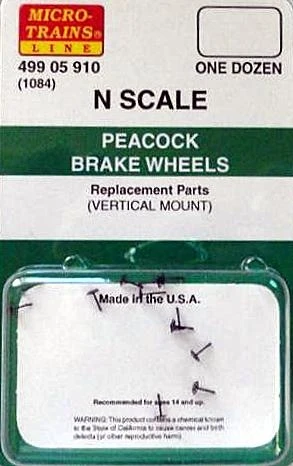 MICRO-
TRAINS®
LINE
499 05 910
(1084)
ONE DOZEN
N SCALE
PEACOCK
BRAKE WHEELS
Replacement Parts
(VERTICAL MOUNT)
Made in the U.S.A.
Recommended for ages 14 and up.
WARNING: This product contains a chemical known
to the State of California to cause cancer and birth
defects (or other reproductive harm).